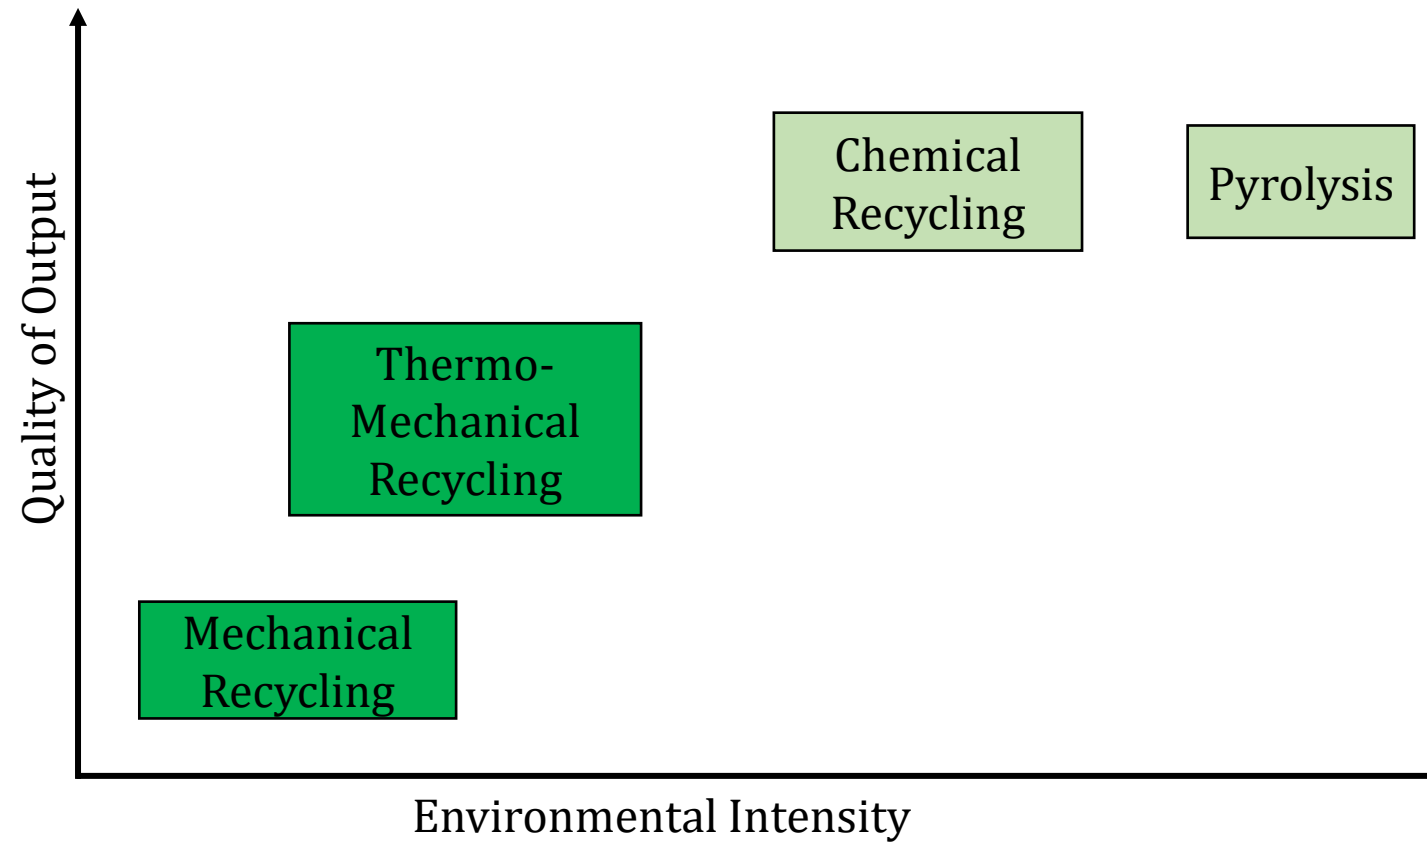 Quality of Output
Chemical
Recycling
Pyrolysis
Thermo-
Mechanical
Recycling
Mechanical
Recycling
Environmental Intensity